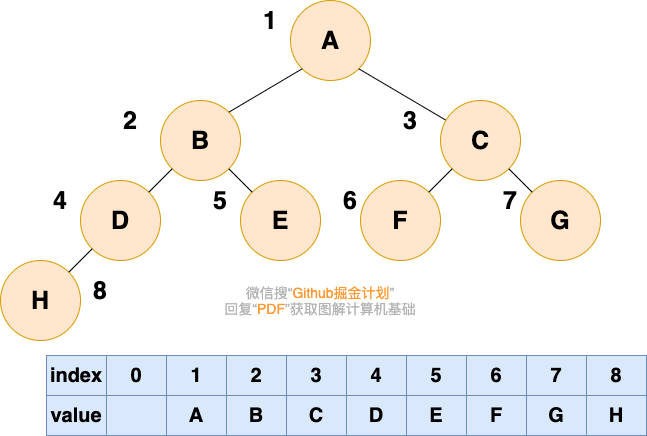 1
A
2
3
B
C
4
5
6
7
D
E
F
G
H
8
微信搜“Github掘金计划”
回复“PDF”获取图解计算机基础
index 0 1 2 3 4 5 6 7 8
value A B C D E F G H